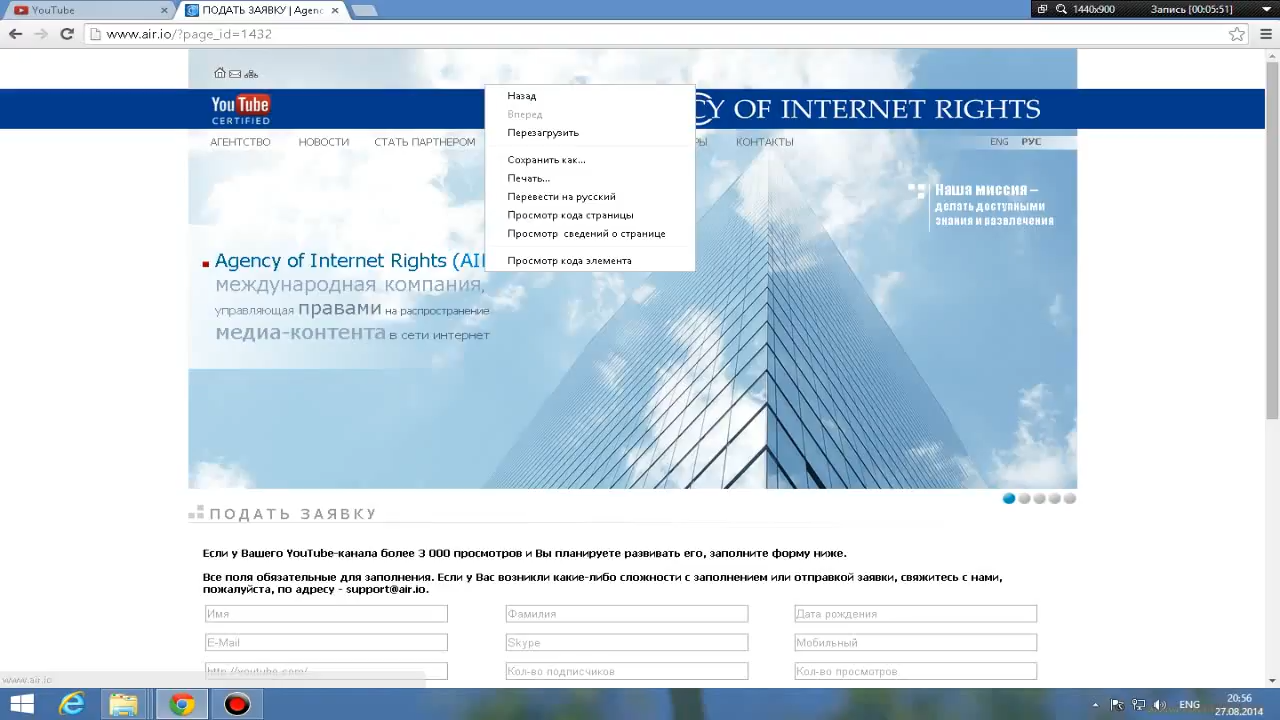 YouTube
ПОДАТЬ ЗАЯВКУ | Agenc
1440x900
Запись [00:05:51]
www.air.io/?page_id=1432
You Tube
CERTIFIED
CY OF INTERNET RIGHTS
АГЕНТСТВО НОВОСТИ СТАТЬ ПАРТНЕРОМ РЫ КОНТАКТЫ ENG РУС
Назад
Вперед
Перезагрузить
Сохранить как...
Печать...
Перевести на русский
Просмотр кода страницы
Просмотр сведений о странице
Просмотр кода элемента
Наша миссия –
делать доступными
знания и развлечения
Agency of Internet Rights (AI
международная компания,
управляющая правами на распространение
медиа-контента в сети интернет
ПОДАТЬ ЗАЯВКУ
Если у Вашего YouTube-канала более 3 000 просмотров и Вы планируете развивать его, заполните форму ниже.
Все поля обязательные для заполнения. Если у Вас возникли какие-либо сложности с заполнением или отправкой заявки, свяжитесь с нами,
пожалуйста, по адресу - support@air.io.
Имя Фамилия Дата рождения
E-Mail Skype Мобильный
http://youtube.com/ Кол-во подписчиков Кол-во просмотров
www.air.io
ENG
20:56
27.08.2014